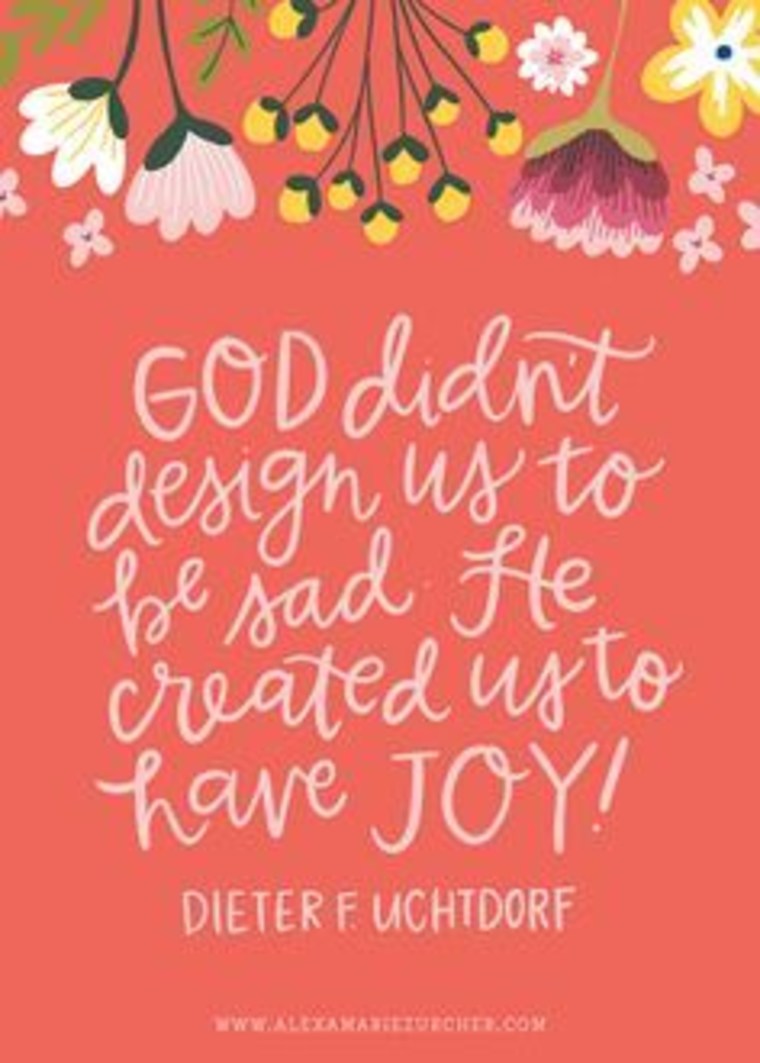 GOD didn't
design us to
be sad. He
created us to
have JOY!
DIETER F. UCHTDORF
WWW.ALEXAMARIEZURCHER.COM